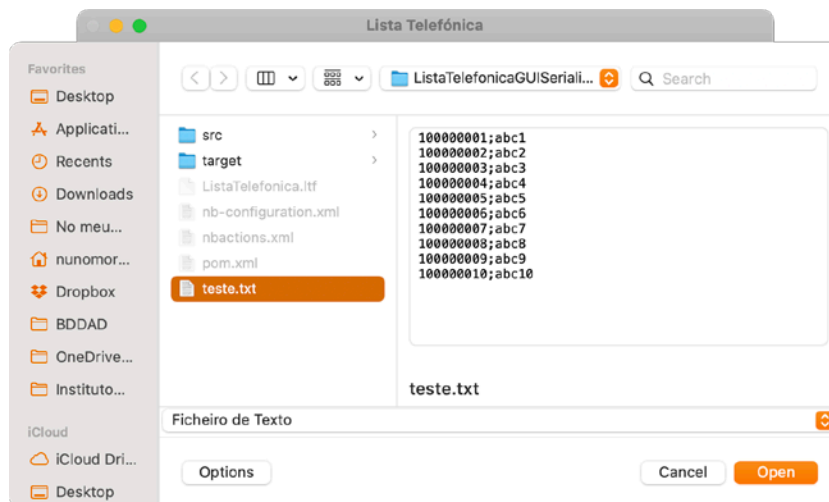 Lista Telefónica
Favorites
Desktop
Applicati...
Recents
Downloads
No meu...
nunomor...
Dropbox
BDDAD
OneDrive...
Instituto...
iCloud
iCloud Dri...
Desktop
ListaTelefonicaGUISeriali...
Search
src
target
ListaTelefonica.ltf
nb-configuration.xml
nbactions.xml
pom.xml
teste.txt
100000001;abc1
100000002;abc2
100000003;abc3
100000004;abc4
100000005;abc5
100000006;abc6
100000007;abc7
100000008;abc8
100000009;abc9
100000010;abc10
teste.txt
Ficheiro de Texto
Options
Cancel
Open